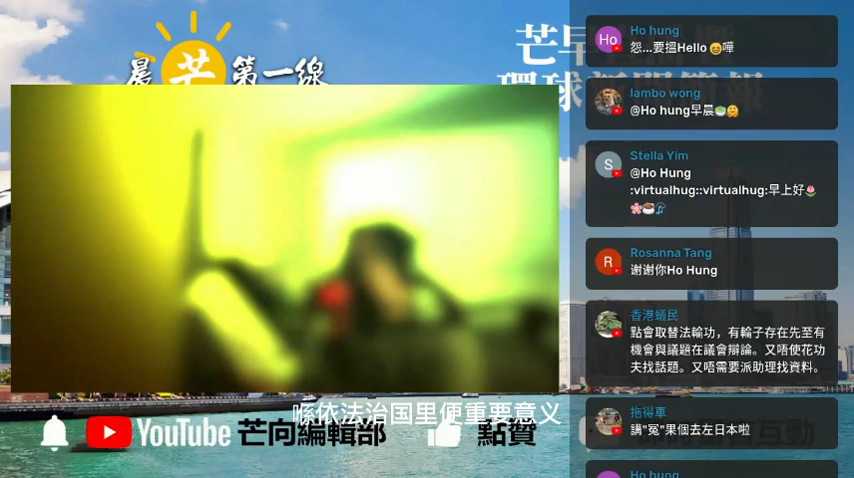 晨芒第一線
芒早
環球
喺依法治国里便重要意义
YouTube 芒向編輯部
點贊
互動
Ho hung
怨...要搵Hello 😆嘩
lambo wong
@Ho hung早晨🍵🤗
Stella Yim
@Ho Hung
:virtualhug::virtualhug:早上好🌷
🌸☕🎧
Rosanna Tang
谢谢你Ho Hung
香港蟻民
點會取替法輪功，有輪子存在先至有
機會與議題在議會辯論。又唔使花功
夫找話題。又唔需要派助理找資料。
拖得車
講"冤"果個去左日本啦
Ho hung